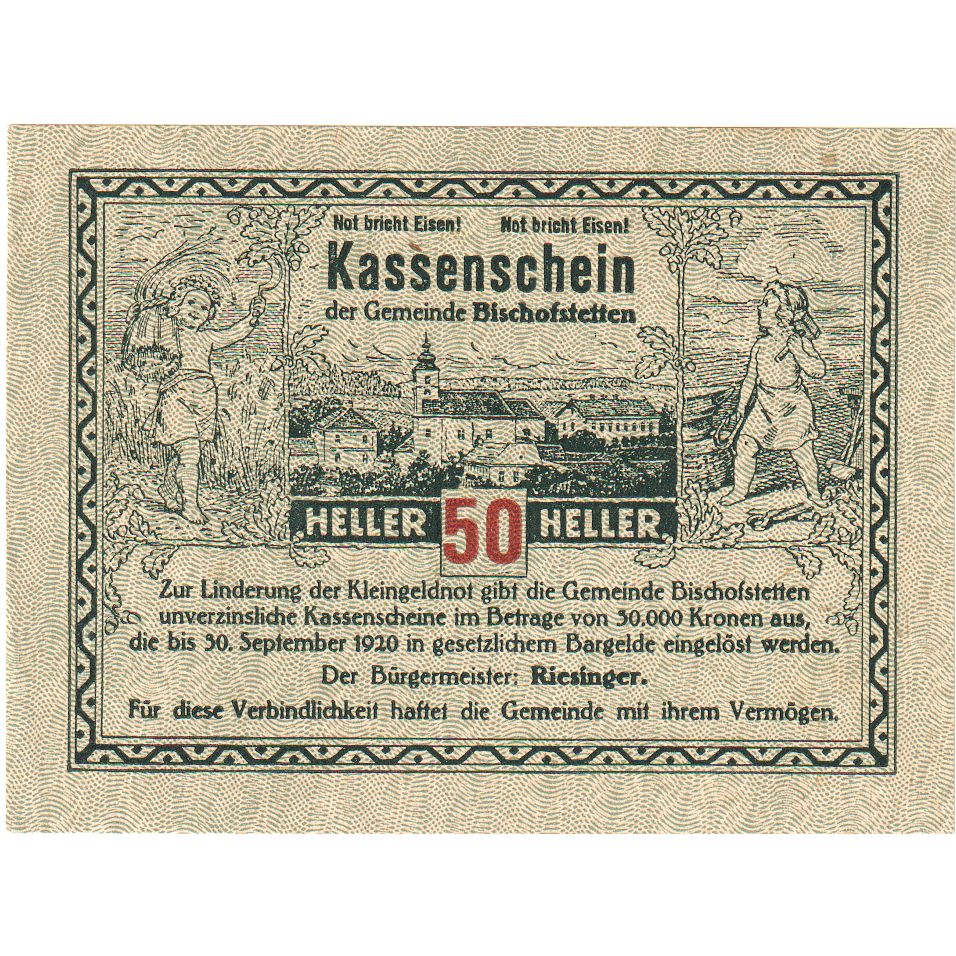 Not bricht Eisen! Not bricht Eisen!
Kassenschein
der Gemeinde Bischofstetten
HELLER 50 HELLER
Zur Linderung der Kleingeldnot gibt die Gemeinde Bischofstetten
unverzinsliche Kassenscheine im Betrage von 30.000 Kronen aus,
die bis 30. September 1920 in gesetzlichem Bargelde eingelöst werden.
Der Bürgermeister: Riesinger.
Für diese Verbindlichkeit haftet die Gemeinde mit ihrem Vermögen.